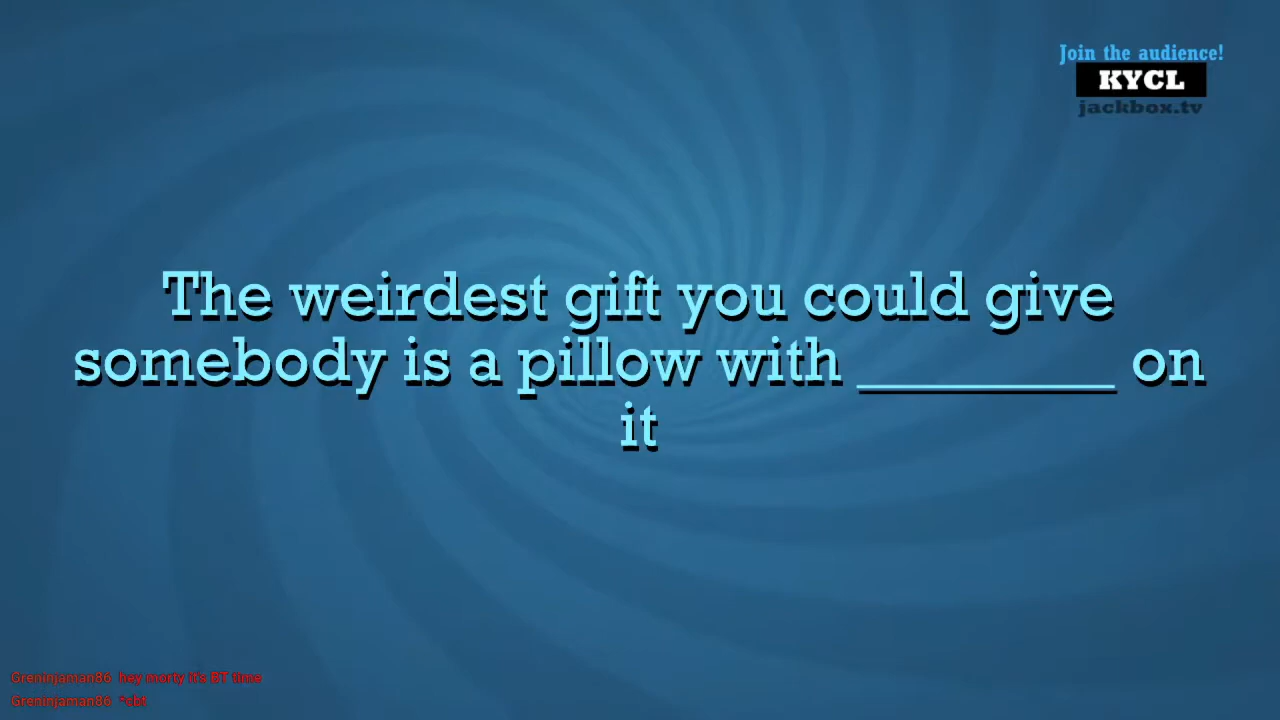 Join the audience!
KYCL
jackbox.tv
The weirdest gift you could give
somebody is a pillow with ________ on
it
Greninjaman86 hey morty it's BT time
Greninjaman86 *cbt